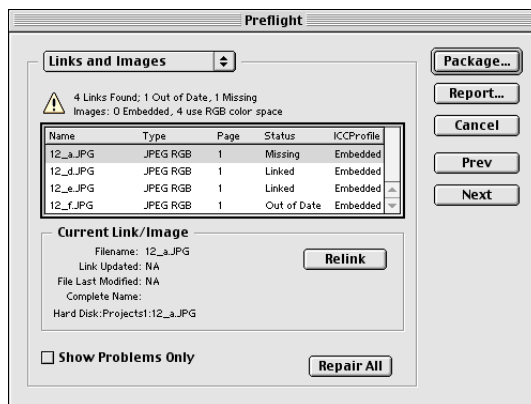 Preflight
Links and Images
Package...
Report...
Cancel
Prev
Next
4 Links Found; 1 Out of Date, 1 Missing
Images: 0 Embedded, 4 use RGB color space
Name Type Page Status ICCProfile
12_a.JPG JPEG RGB 1 Missing Embedded
12_d.JPG JPEG RGB 1 Linked Embedded
12_e.JPG JPEG RGB 1 Linked Embedded
12_f.JPG JPEG RGB 1 Out of Date Embedded
Current Link/Image
Filename: 12_a.JPG
Link Updated: NA
File Last Modified: NA
Complete Name:
Hard Disk:Projects1:12_a.JPG
Relink
Show Problems Only
Repair All